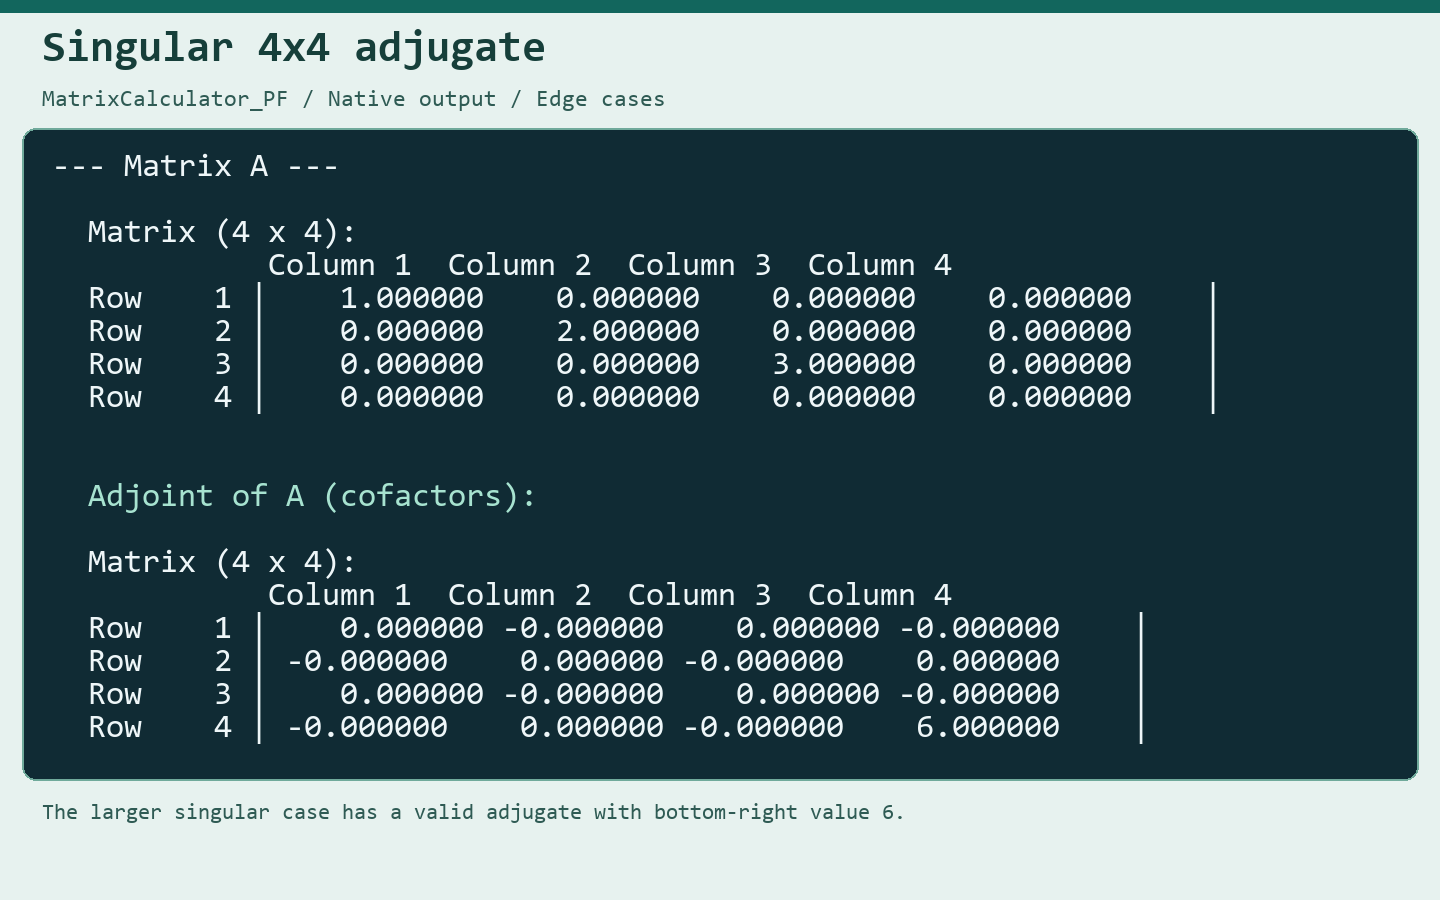 Singular 4x4 adjugate
MatrixCalculator_PF / Native output / Edge cases
--- Matrix A ---
Matrix (4 x 4):
Column 1  Column 2  Column 3  Column 4
Row    1 |    1.000000    0.000000    0.000000    0.000000    |
Row    2 |    0.000000    2.000000    0.000000    0.000000    |
Row    3 |    0.000000    0.000000    3.000000    0.000000    |
Row    4 |    0.000000    0.000000    0.000000    0.000000    |
Adjoint of A (cofactors):
Matrix (4 x 4):
Column 1  Column 2  Column 3  Column 4
Row    1 |    0.000000 -0.000000    0.000000 -0.000000    |
Row    2 | -0.000000    0.000000 -0.000000    0.000000    |
Row    3 |    0.000000 -0.000000    0.000000 -0.000000    |
Row    4 | -0.000000    0.000000 -0.000000    6.000000    |
The larger singular case has a valid adjugate with bottom-right value 6.